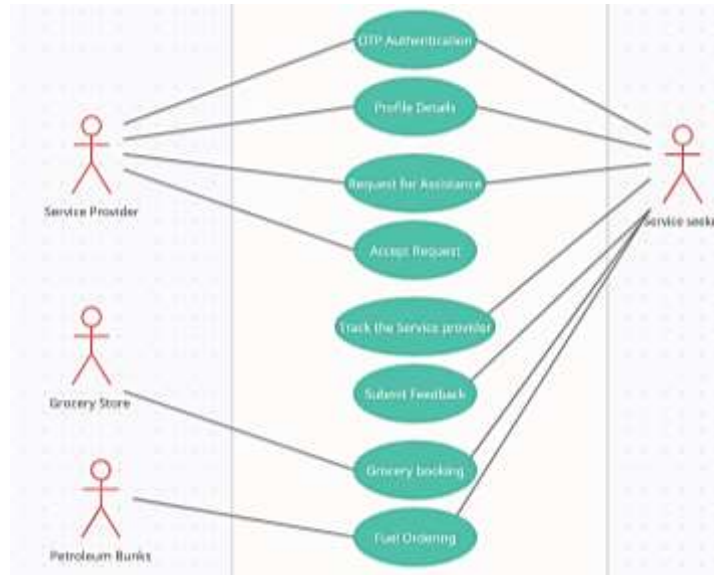 OTP Authentication
Profile Details
Service Provider
Request for Assistance
Service seeke
Accept Request
Track the Service provider
Grocery Store
Submit Feedback
Grocery booking
Fuel Ordering
Petroleum Bunks